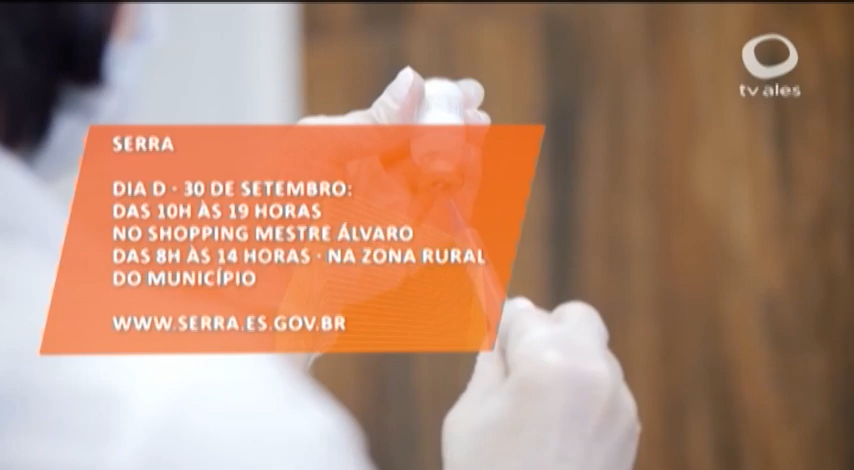 tv ales
SERRA
DIA D · 30 DE SETEMBRO:
DAS 10H ÀS 19 HORAS
NO SHOPPING MESTRE ÁLVARO
DAS 8H ÀS 14 HORAS · NA ZONA RURAL
DO MUNICÍPIO
WWW.SERRA.ES.GOV.BR